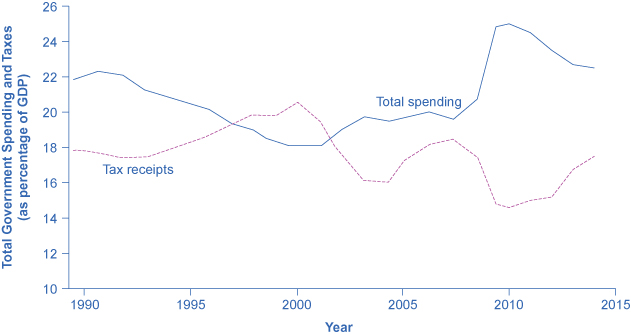 Total Government Spending and Taxes
(as percentage of GDP)
26
24
22
20
18
16
14
12
10
Total spending
Tax receipts
1990 1995 2000 2005 2010 2015
Year